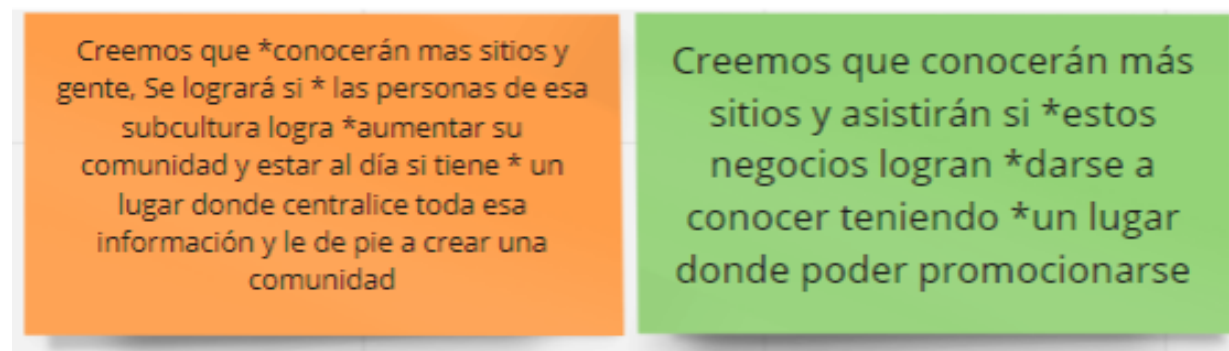 Creemos que *conocerán mas sitios y
gente, Se logrará si * las personas de esa
subcultura logra *aumentar su
comunidad y estar al día si tiene * un
lugar donde centralice toda esa
información y le de pie a crear una
comunidad
Creemos que conocerán más
sitios y asistirán si *estos
negocios logran *darse a
conocer teniendo *un lugar
donde poder promocionarse